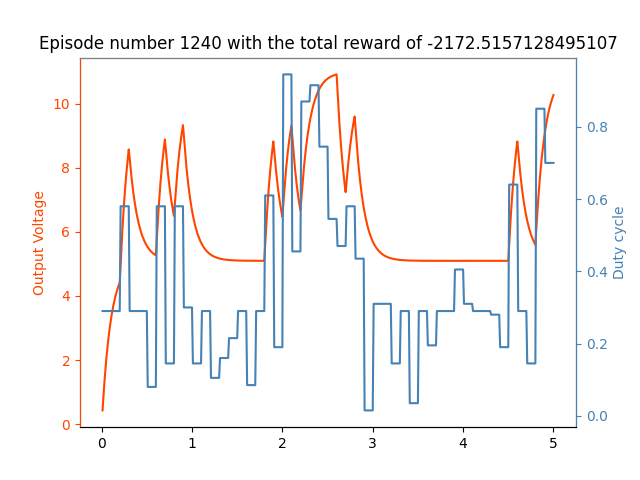 Episode number 1240 with the total reward of -2172.5157128495107
Output Voltage
10
8
6
4
2
0
0 1 2 3 4 5
0.8
0.6
0.4
0.2
0.0
Duty cycle